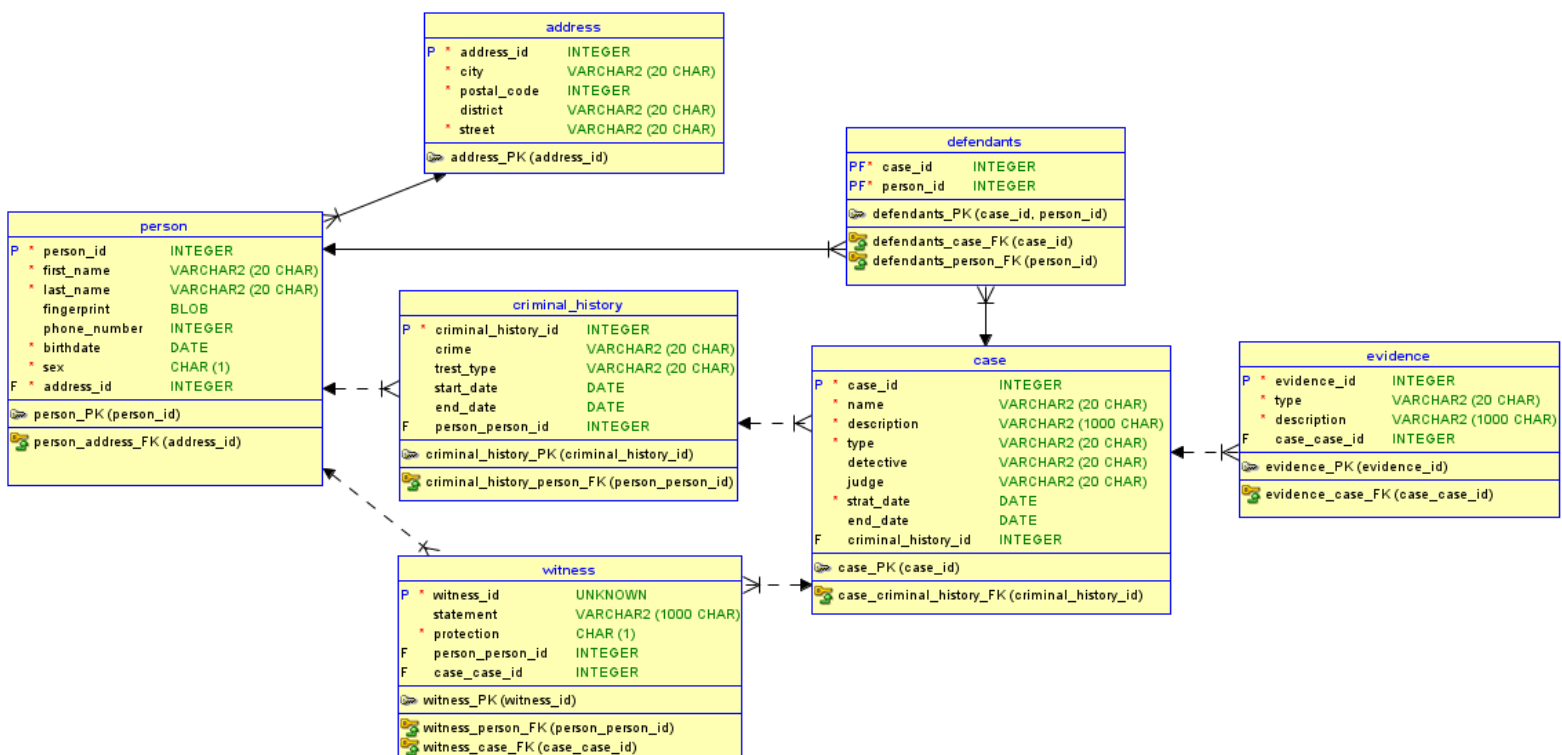 address
P * address_id INTEGER
* city VARCHAR2 (20 CHAR)
* postal_code INTEGER
district VARCHAR2 (20 CHAR)
* street VARCHAR2 (20 CHAR)
address_PK (address_id)
defendants
PF* case_id INTEGER
PF* person_id INTEGER
defendants_PK (case_id, person_id)
defendants_case_FK (case_id)
defendants_person_FK (person_id)
person
P * person_id INTEGER
* first_name VARCHAR2 (20 CHAR)
* last_name VARCHAR2 (20 CHAR)
fingerprint BLOB
phone_number INTEGER
* birthdate DATE
* sex CHAR (1)
F * address_id INTEGER
person_PK (person_id)
person_address_FK (address_id)
criminal_history
P * criminal_history_id INTEGER
crime VARCHAR2 (20 CHAR)
trest_type VARCHAR2 (20 CHAR)
start_date DATE
end_date DATE
F person_person_id INTEGER
criminal_history_PK (criminal_history_id)
criminal_history_person_FK (person_person_id)
case
P * case_id INTEGER
* name VARCHAR2 (20 CHAR)
* description VARCHAR2 (1000 CHAR)
* type VARCHAR2 (20 CHAR)
detective VARCHAR2 (20 CHAR)
judge VARCHAR2 (20 CHAR)
* strat_date DATE
end_date DATE
F criminal_history_id INTEGER
case_PK (case_id)
case_criminal_history_FK (criminal_history_id)
evidence
P * evidence_id INTEGER
* type VARCHAR2 (20 CHAR)
* description VARCHAR2 (1000 CHAR)
F case_case_id INTEGER
evidence_PK (evidence_id)
evidence_case_FK (case_case_id)
witness
P * witness_id UNKNOWN
statement VARCHAR2 (1000 CHAR)
* protection CHAR (1)
F person_person_id INTEGER
F case_case_id INTEGER
witness_PK (witness_id)
witness_person_FK (person_person_id)
witness_case_FK (case_case_id)